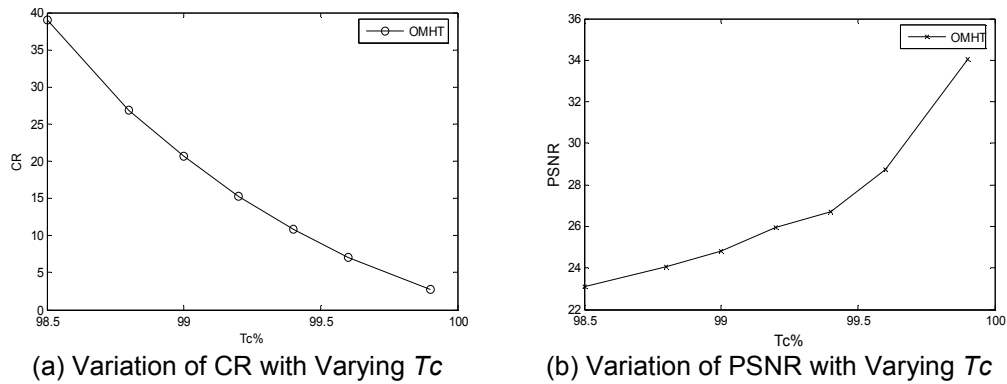 40
35
30
25
20
15
10
5
0
CR
98.5 99 99.5 100
Tc%
OMHT
(a) Variation of CR with Varying Tc
36
34
32
30
28
26
24
22
PSNR
98.5 99 99.5 100
Tc%
OMHT
(b) Variation of PSNR with Varying Tc